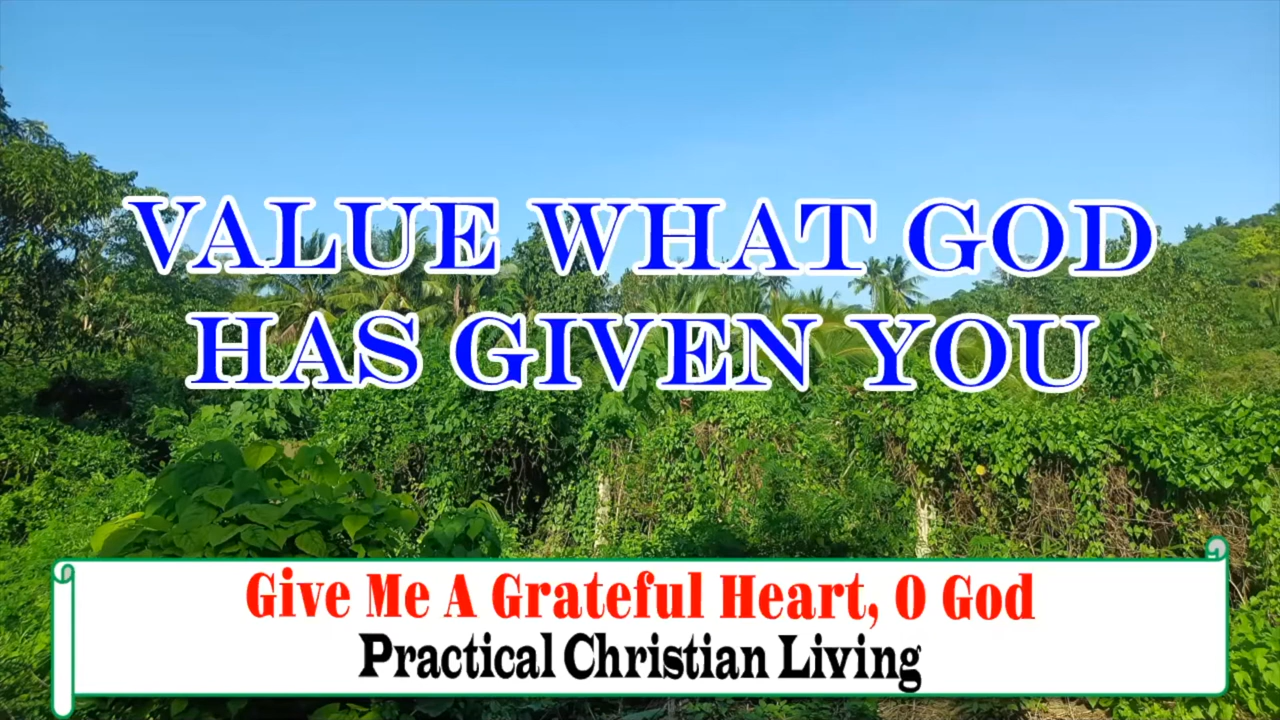 VALUE WHAT GOD
HAS GIVEN YOU
Give Me A Grateful Heart, O God
Practical Christian Living